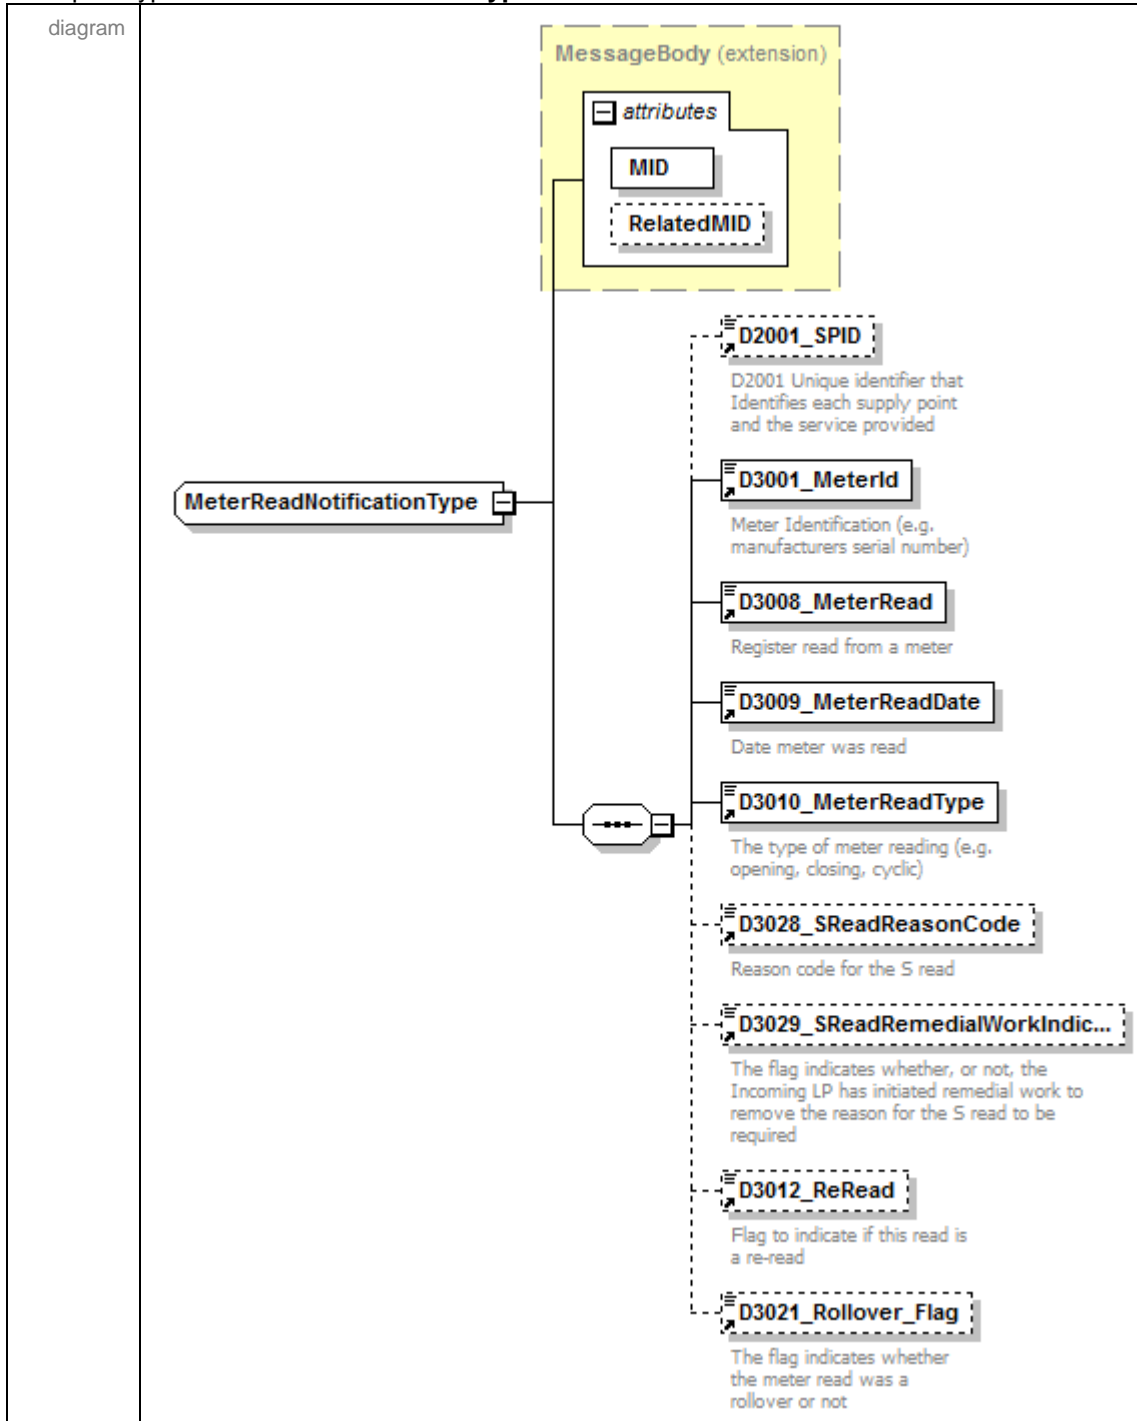 diagram
MessageBody (extension)
attributes
MID
RelatedMID
D2001_SPID
D2001 Unique identifier that
Identifies each supply point
and the service provided
D3001_MeterId
Meter Identification (e.g.
manufacturers serial number)
MeterReadNotificationType
D3008_MeterRead
Register read from a meter
D3009_MeterReadDate
Date meter was read
D3010_MeterReadType
The type of meter reading (e.g.
opening, closing, cyclic)
D3028_SReadReasonCode
Reason code for the S read
D3029_SReadRemedialWorkIndic...
The flag indicates whether, or not, the
Incoming LP has initiated remedial work to
remove the reason for the S read to be
required
D3012_ReRead
Flag to indicate if this read is
a re-read
D3021_Rollover_Flag
The flag indicates whether
the meter read was a
rollover or not